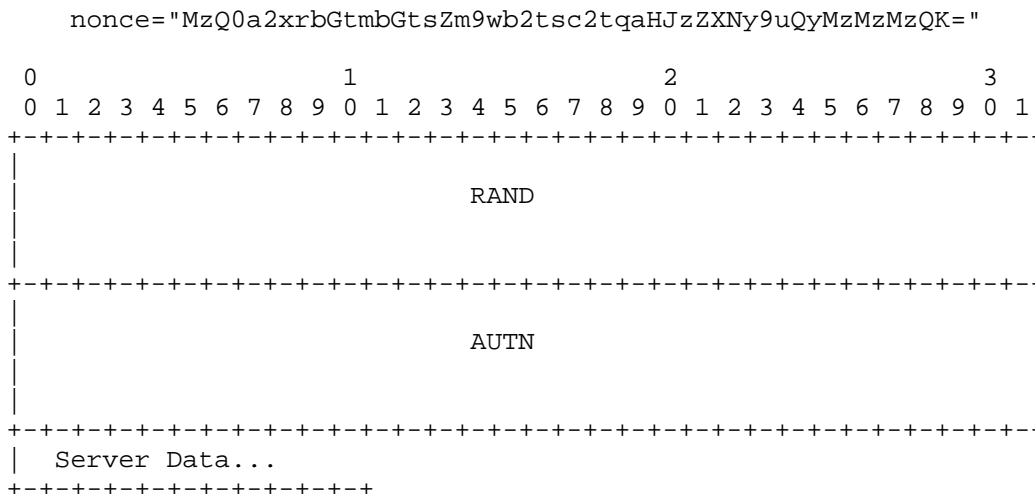 nonce="MzQ0a2xrbGtmbGtsZm9wb2tsc2tqaHJzZXNy9uQyMzMzMzQK="
0                   1                   2                   3
0 1 2 3 4 5 6 7 8 9 0 1 2 3 4 5 6 7 8 9 0 1 2 3 4 5 6 7 8 9 0 1
+-+-+-+-+-+-+-+-+-+-+-+-+-+-+-+-+-+-+-+-+-+-+-+-+-+-+-+-+-+-+-+-
|
|                            RAND
|
|
+-+-+-+-+-+-+-+-+-+-+-+-+-+-+-+-+-+-+-+-+-+-+-+-+-+-+-+-+-+-+-+-
|
|                            AUTN
|
|
+-+-+-+-+-+-+-+-+-+-+-+-+-+-+-+-+-+-+-+-+-+-+-+-+-+-+-+-+-+-+-+-
|  Server Data...
+-+-+-+-+-+-+-+-+-+-+-+